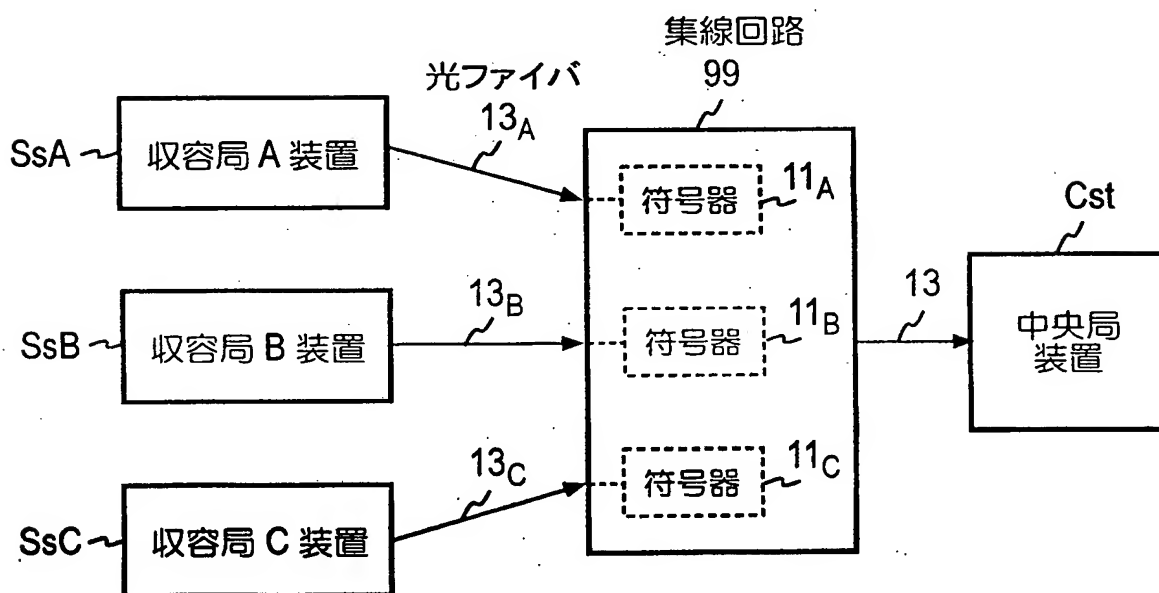 集線回路
99
光ファイバ
13A
SsA
収容局 A 装置
符号器
11A
Cst
13B
SsB
収容局 B 装置
符号器
11B
13
中央局
装置
13C
SsC
収容局 C 装置
符号器
11C